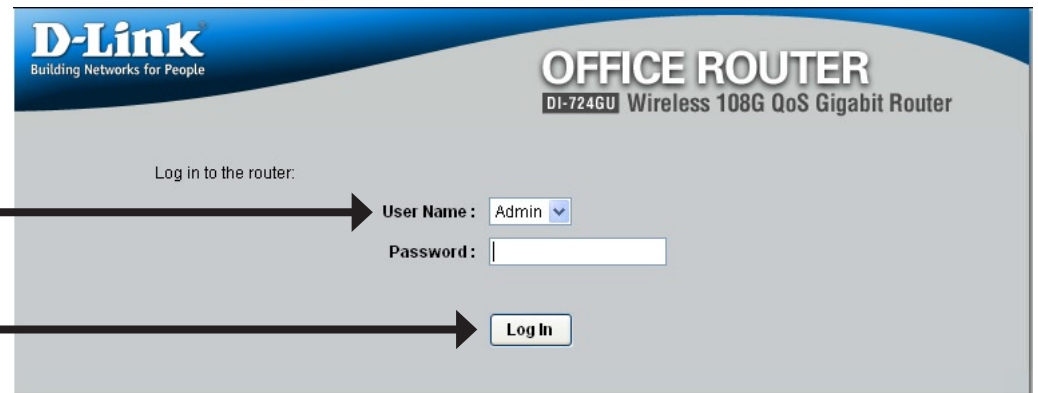 D-Link
Building Networks for People
OFFICE ROUTER
DI-724GU Wireless 108G QoS Gigabit Router
Log in to the router:
User Name : Admin
Password :
Log In